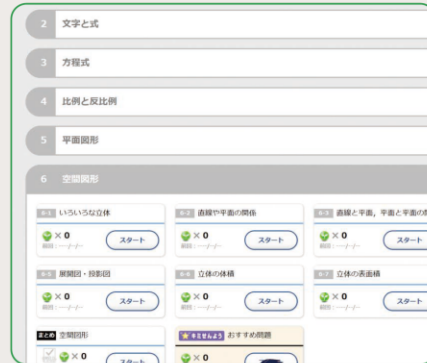 2 文字と式
3 方程式
4 比例と反比例
5 平面図形
6 空間図形
6-1 いろいろな立体
6-2 直線や平面の関係
6-3 直線と平面，平面と平面の
× 0 スタート
× 0 スタート
× 0 スタート
6-5 展開図・投影図
6-6 立体の体積
6-7 立体の表面積
× 0 スタート
× 0 スタート
× 0 スタート
まとめ 空間図形
おすすめ問題
× 0 スタート
× 0